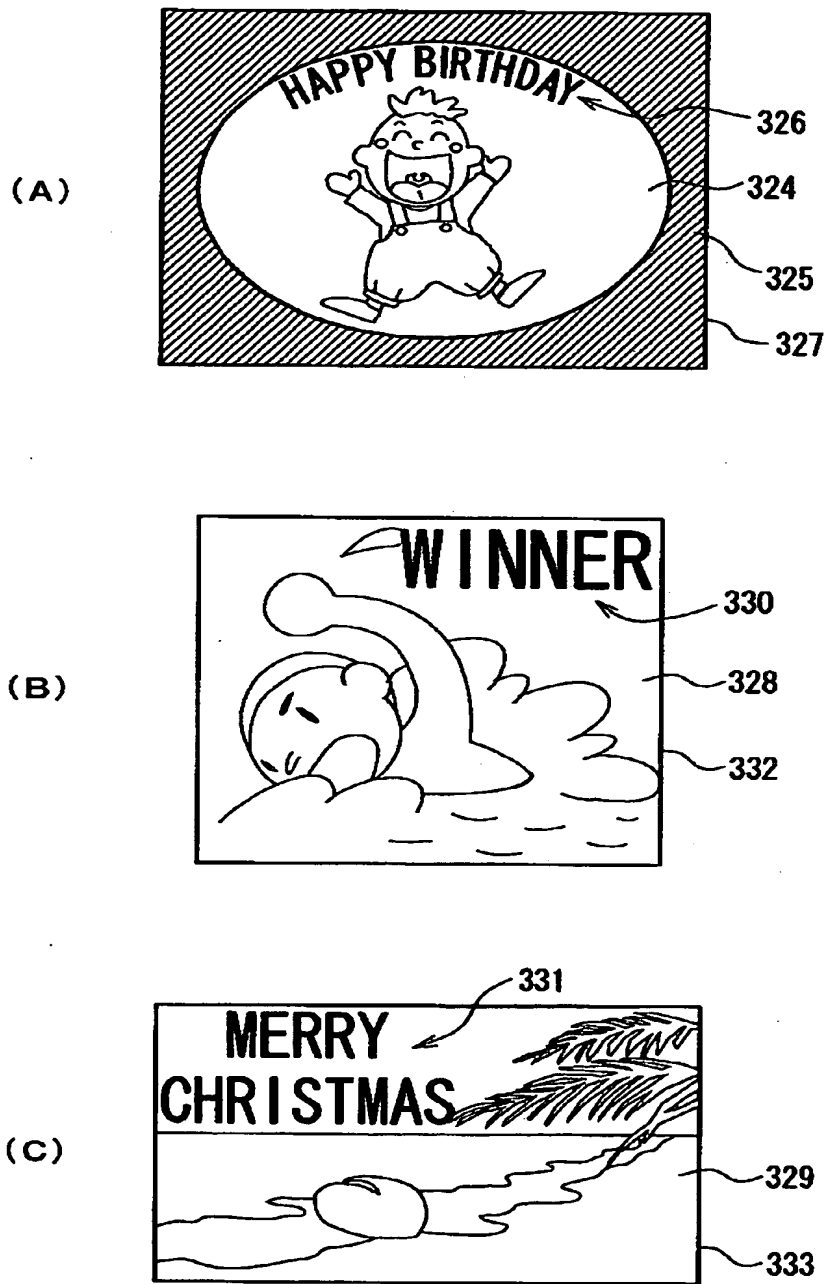 HAPPY BIRTHDAY
326
(A)
324
325
327
WINNER
330
(B)
328
332
331
MERRY
CHRISTMAS
(C)
329
333